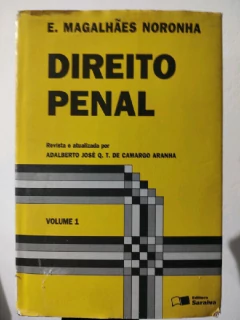 E. MAGALHÃES NORONHA
DIREITO
PENAL
Revista e atualizada por
ADALBERTO JOSÉ Q. T. DE CAMARGO ARANHA
VOLUME 1
Editora
Saraiva